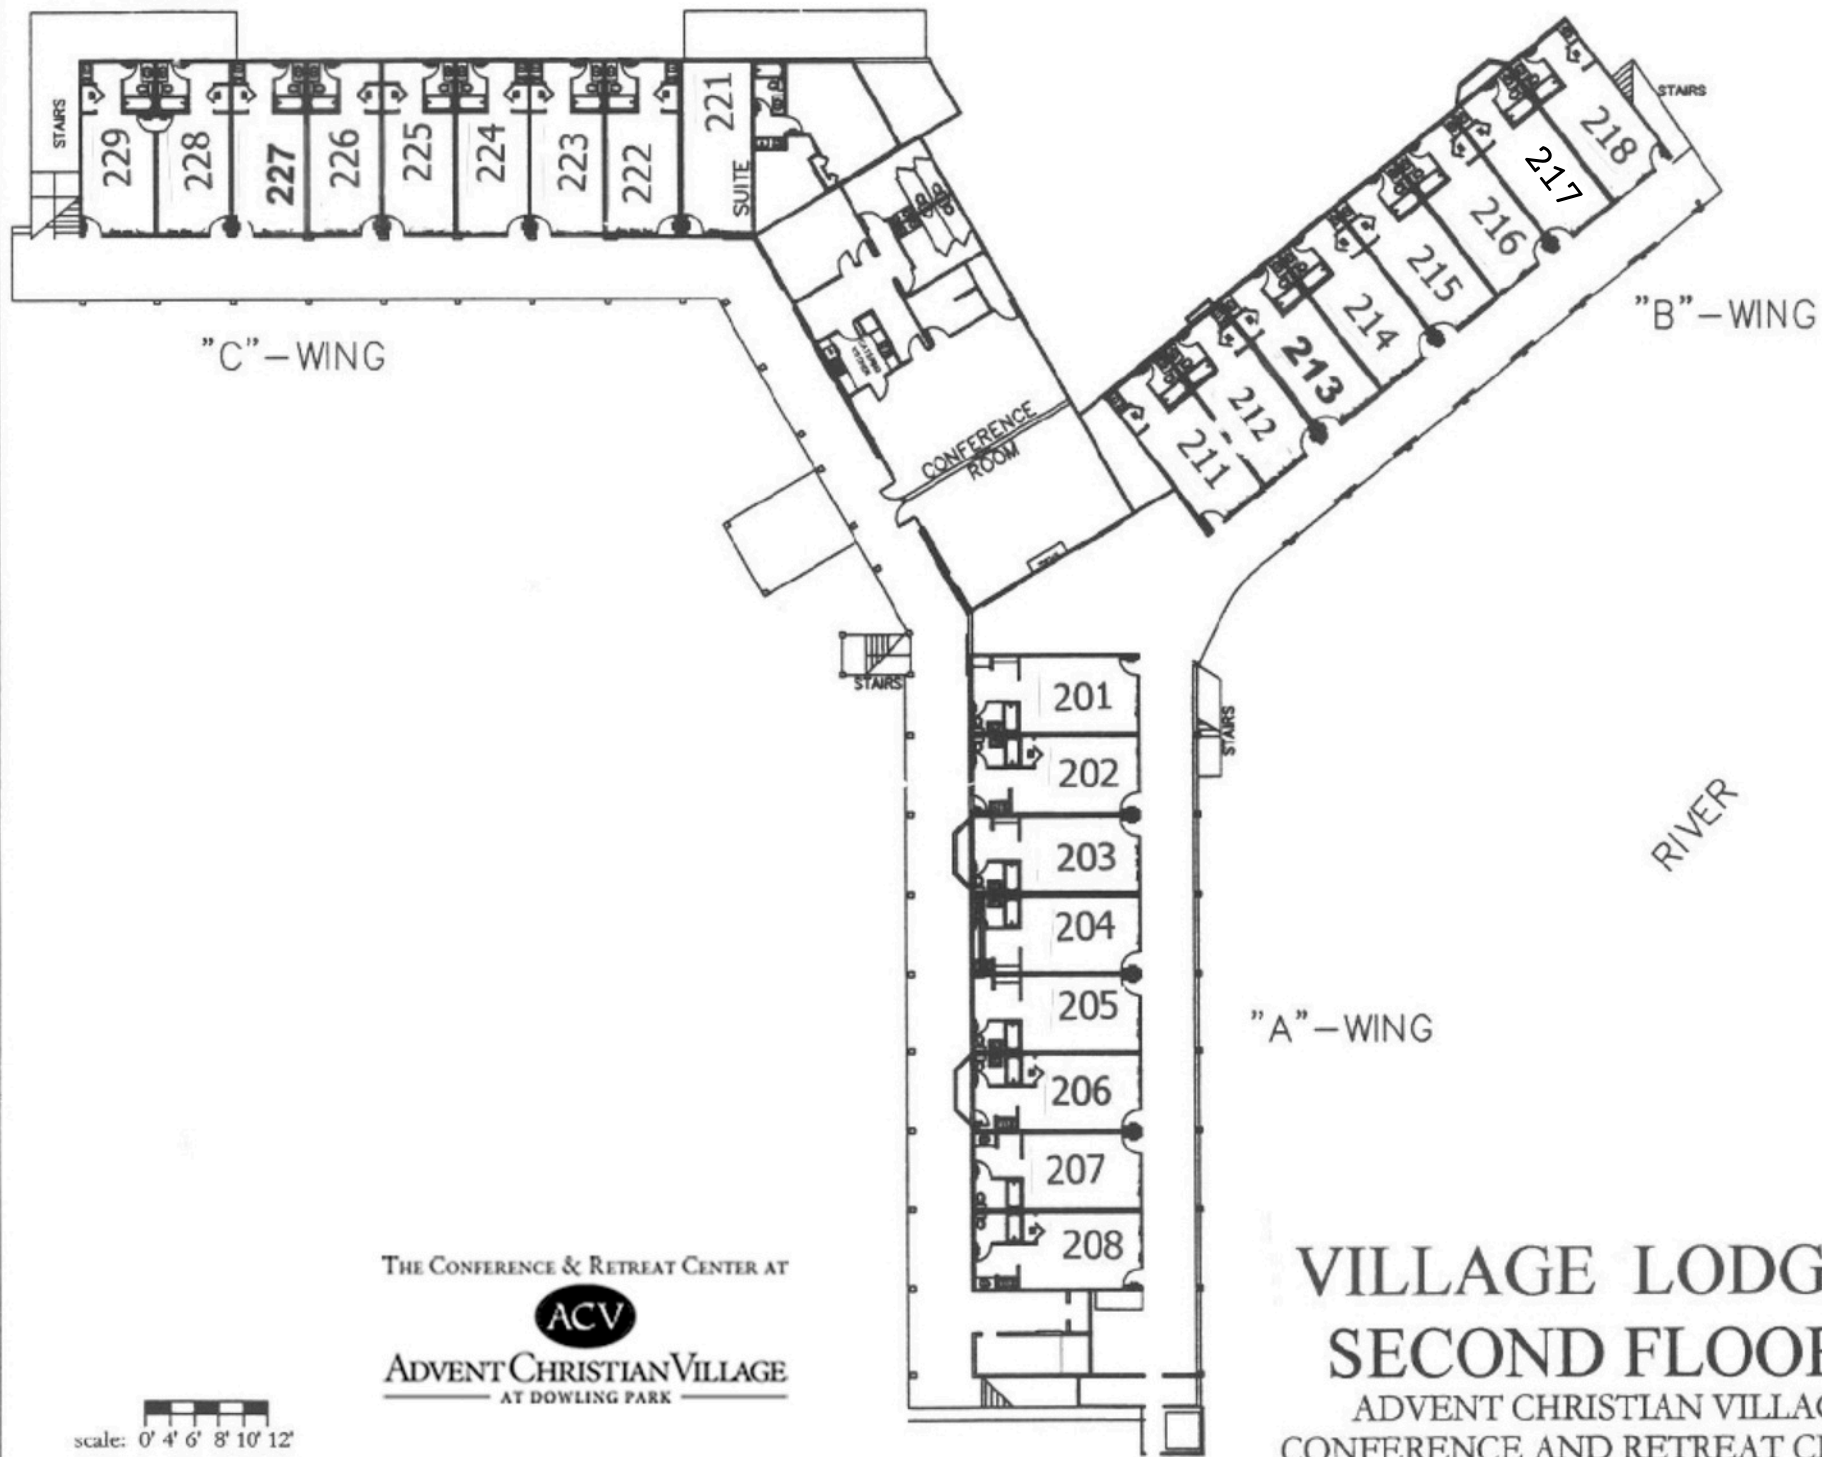 STAIRS
229
228
227
226
225
224
223
222
221
SUITE
"C"–WING
218
STAIRS
217
216
215
214
213
212
211
"B"–WING
CONFERENCE
ROOM
STAIRS
201
STAIRS
202
203
204
205
206
207
208
RIVER
"A"–WING
THE CONFERENCE & RETREAT CENTER AT
ACV
ADVENT CHRISTIAN VILLAGE
AT DOWLING PARK
scale: 0' 4' 6' 8' 10' 12'
VILLAGE LODG
SECOND FLOOR
ADVENT CHRISTIAN VILLAG
CONFERENCE AND RETREAT